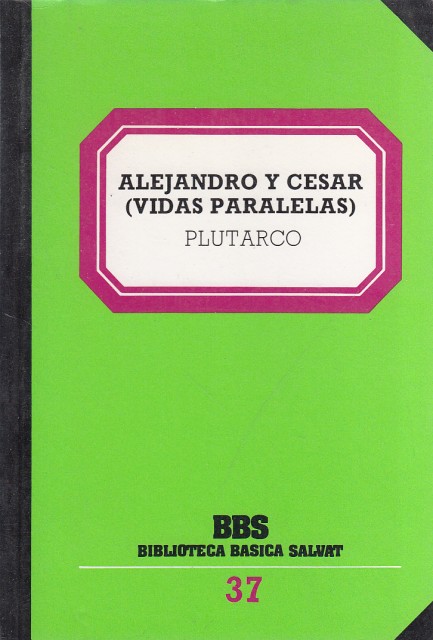 ALEJANDRO Y CESAR
(VIDAS PARALELAS)
PLUTARCO
BBS
BIBLIOTECA BASICA SALVAT
37